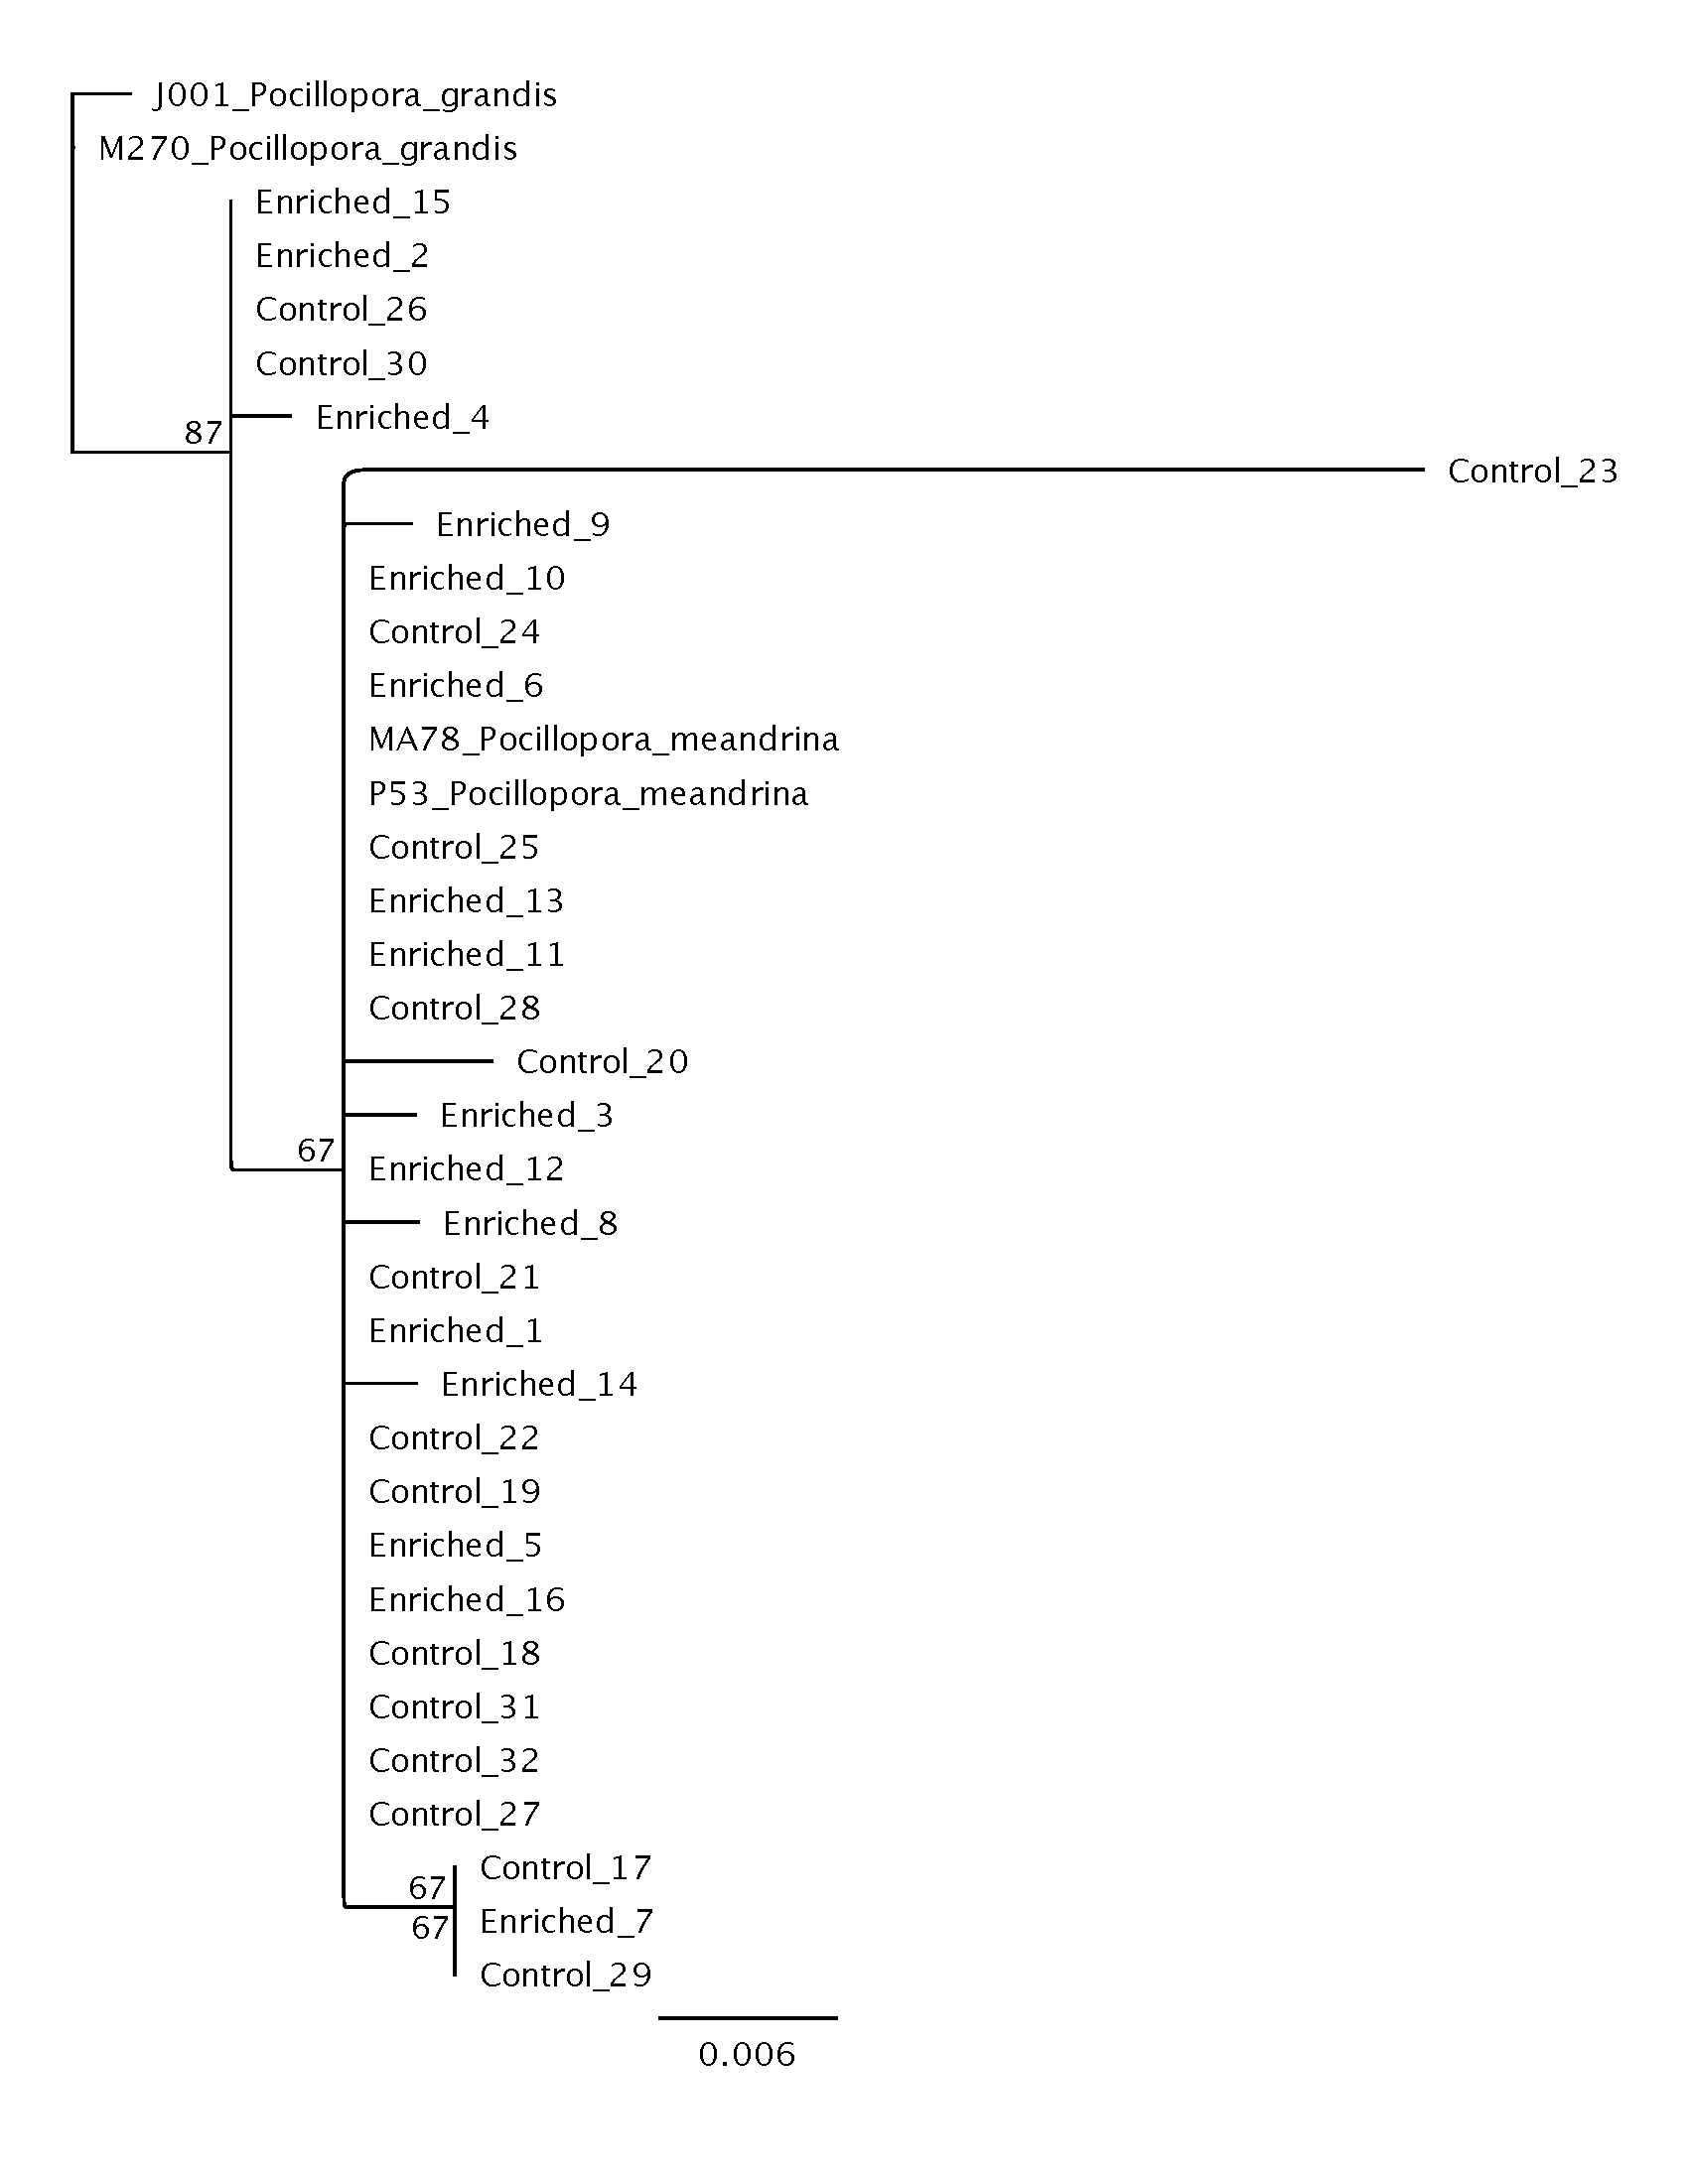 J001_Pocillopora_grandis
M270_Pocillopora_grandis
Enriched_15
Enriched_2
Control_26
Control_30
Enriched_4
87
Control_23
Enriched_9
Enriched_10
Control_24
Enriched_6
MA78_Pocillopora_meandrina
P53_Pocillopora_meandrina
Control_25
Enriched_13
Enriched_11
Control_28
Control_20
Enriched_3
67
Enriched_12
Enriched_8
Control_21
Enriched_1
Enriched_14
Control_22
Control_19
Enriched_5
Enriched_16
Control_18
Control_31
Control_32
Control_27
Control_17
67
Enriched_7
67
Control_29
0.006